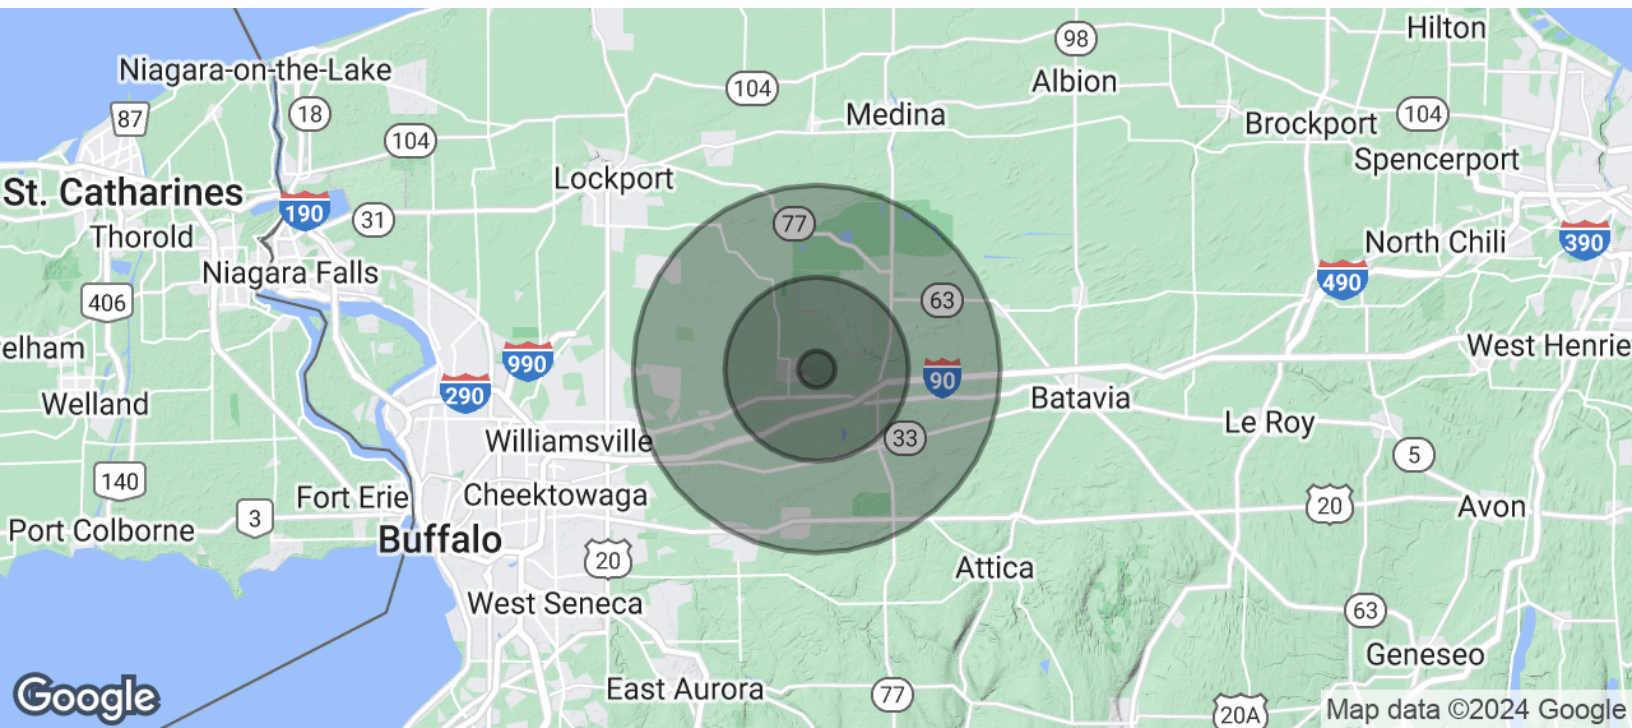 Hilton
98
Niagara-on-the-Lake
Albion
104
18
Medina
87
104
Brockport
104
Spencerport
Lockport
St. Catharines
190
31
77
Thorold
North Chili
390
Niagara Falls
490
406
63
elham
990
West Henrie
90
290
Welland
Batavia
Le Roy
Williamsville
33
5
140
Fort Erie
Cheektowaga
20
Avon
3
Port Colborne
Buffalo
20
Attica
West Seneca
63
Geneseo
East Aurora
77
Google
20A
Map data ©2024 Google